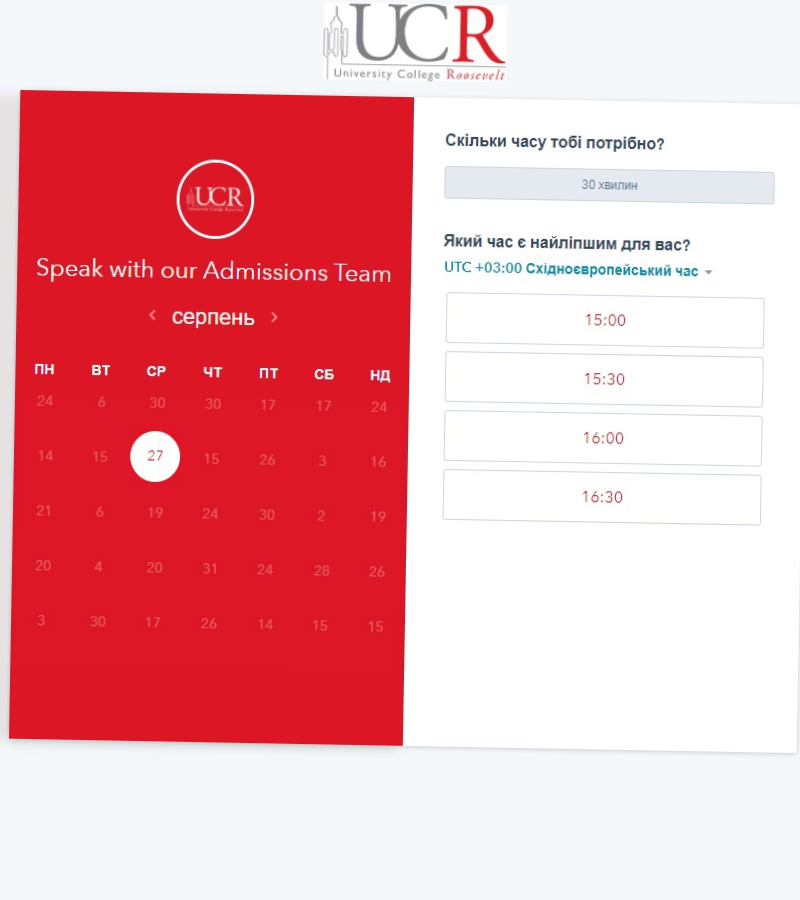 UCR
University College Roosevelt
UCR
Speak with our Admissions Team
серпень
ПН ВТ СР ЧТ ПТ СБ НД
24 6 30 30 17 17 24
14 15 27 15 26 3 16
21 6 19 24 30 2 19
20 4 20 31 24 28 26
3 30 17 26 14 15 15
Скільки часу тобі потрібно?
30 хвилин
Який час є найліпшим для вас?
UTC +03:00 Східноєвропейський час
15:00
15:30
16:00
16:30